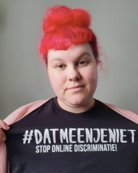 #DATMEENJENIET
STOP ONLINE DISCRIMINATIE!